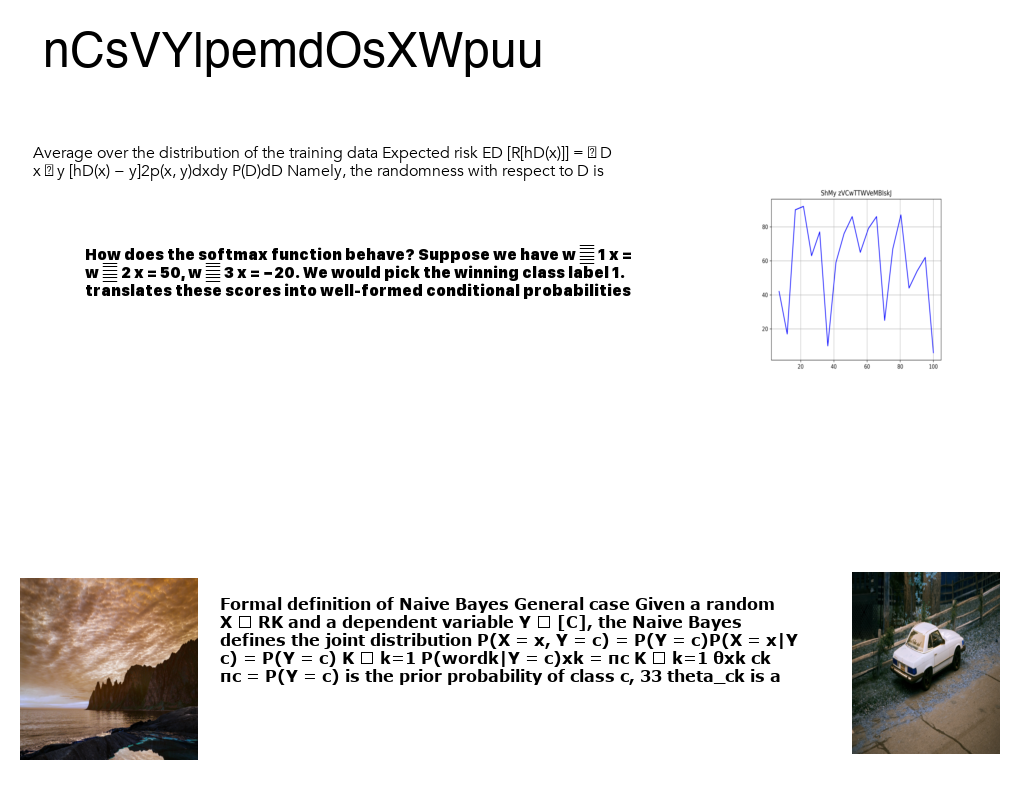 nCsVYlpemdOsXWpuu
Average over the distribution of the training data Expected risk ED [R[hD(x)]] = � D
x � y [hD(x) − y]2p(x, y)dxdy P(D)dD Namely, the randomness with respect to D is
ShMy zVCwTTWVeMBIskJ
80
60
40
20
20 40 60 80 100
How does the softmax function behave? Suppose we have w � 1 x =
w � 2 x = 50, w � 3 x = −20. We would pick the winning class label 1.
translates these scores into well-formed conditional probabilities
Formal definition of Naive Bayes General case Given a random
X □ RK and a dependent variable Y □ [C], the Naive Bayes
defines the joint distribution P(X = x, Y = c) = P(Y = c)P(X = x|Y
c) = P(Y = c) K □ k=1 P(wordk|Y = c)xk = πc K □ k=1 θxk ck
πc = P(Y = c) is the prior probability of class c, 33 theta_ck is a